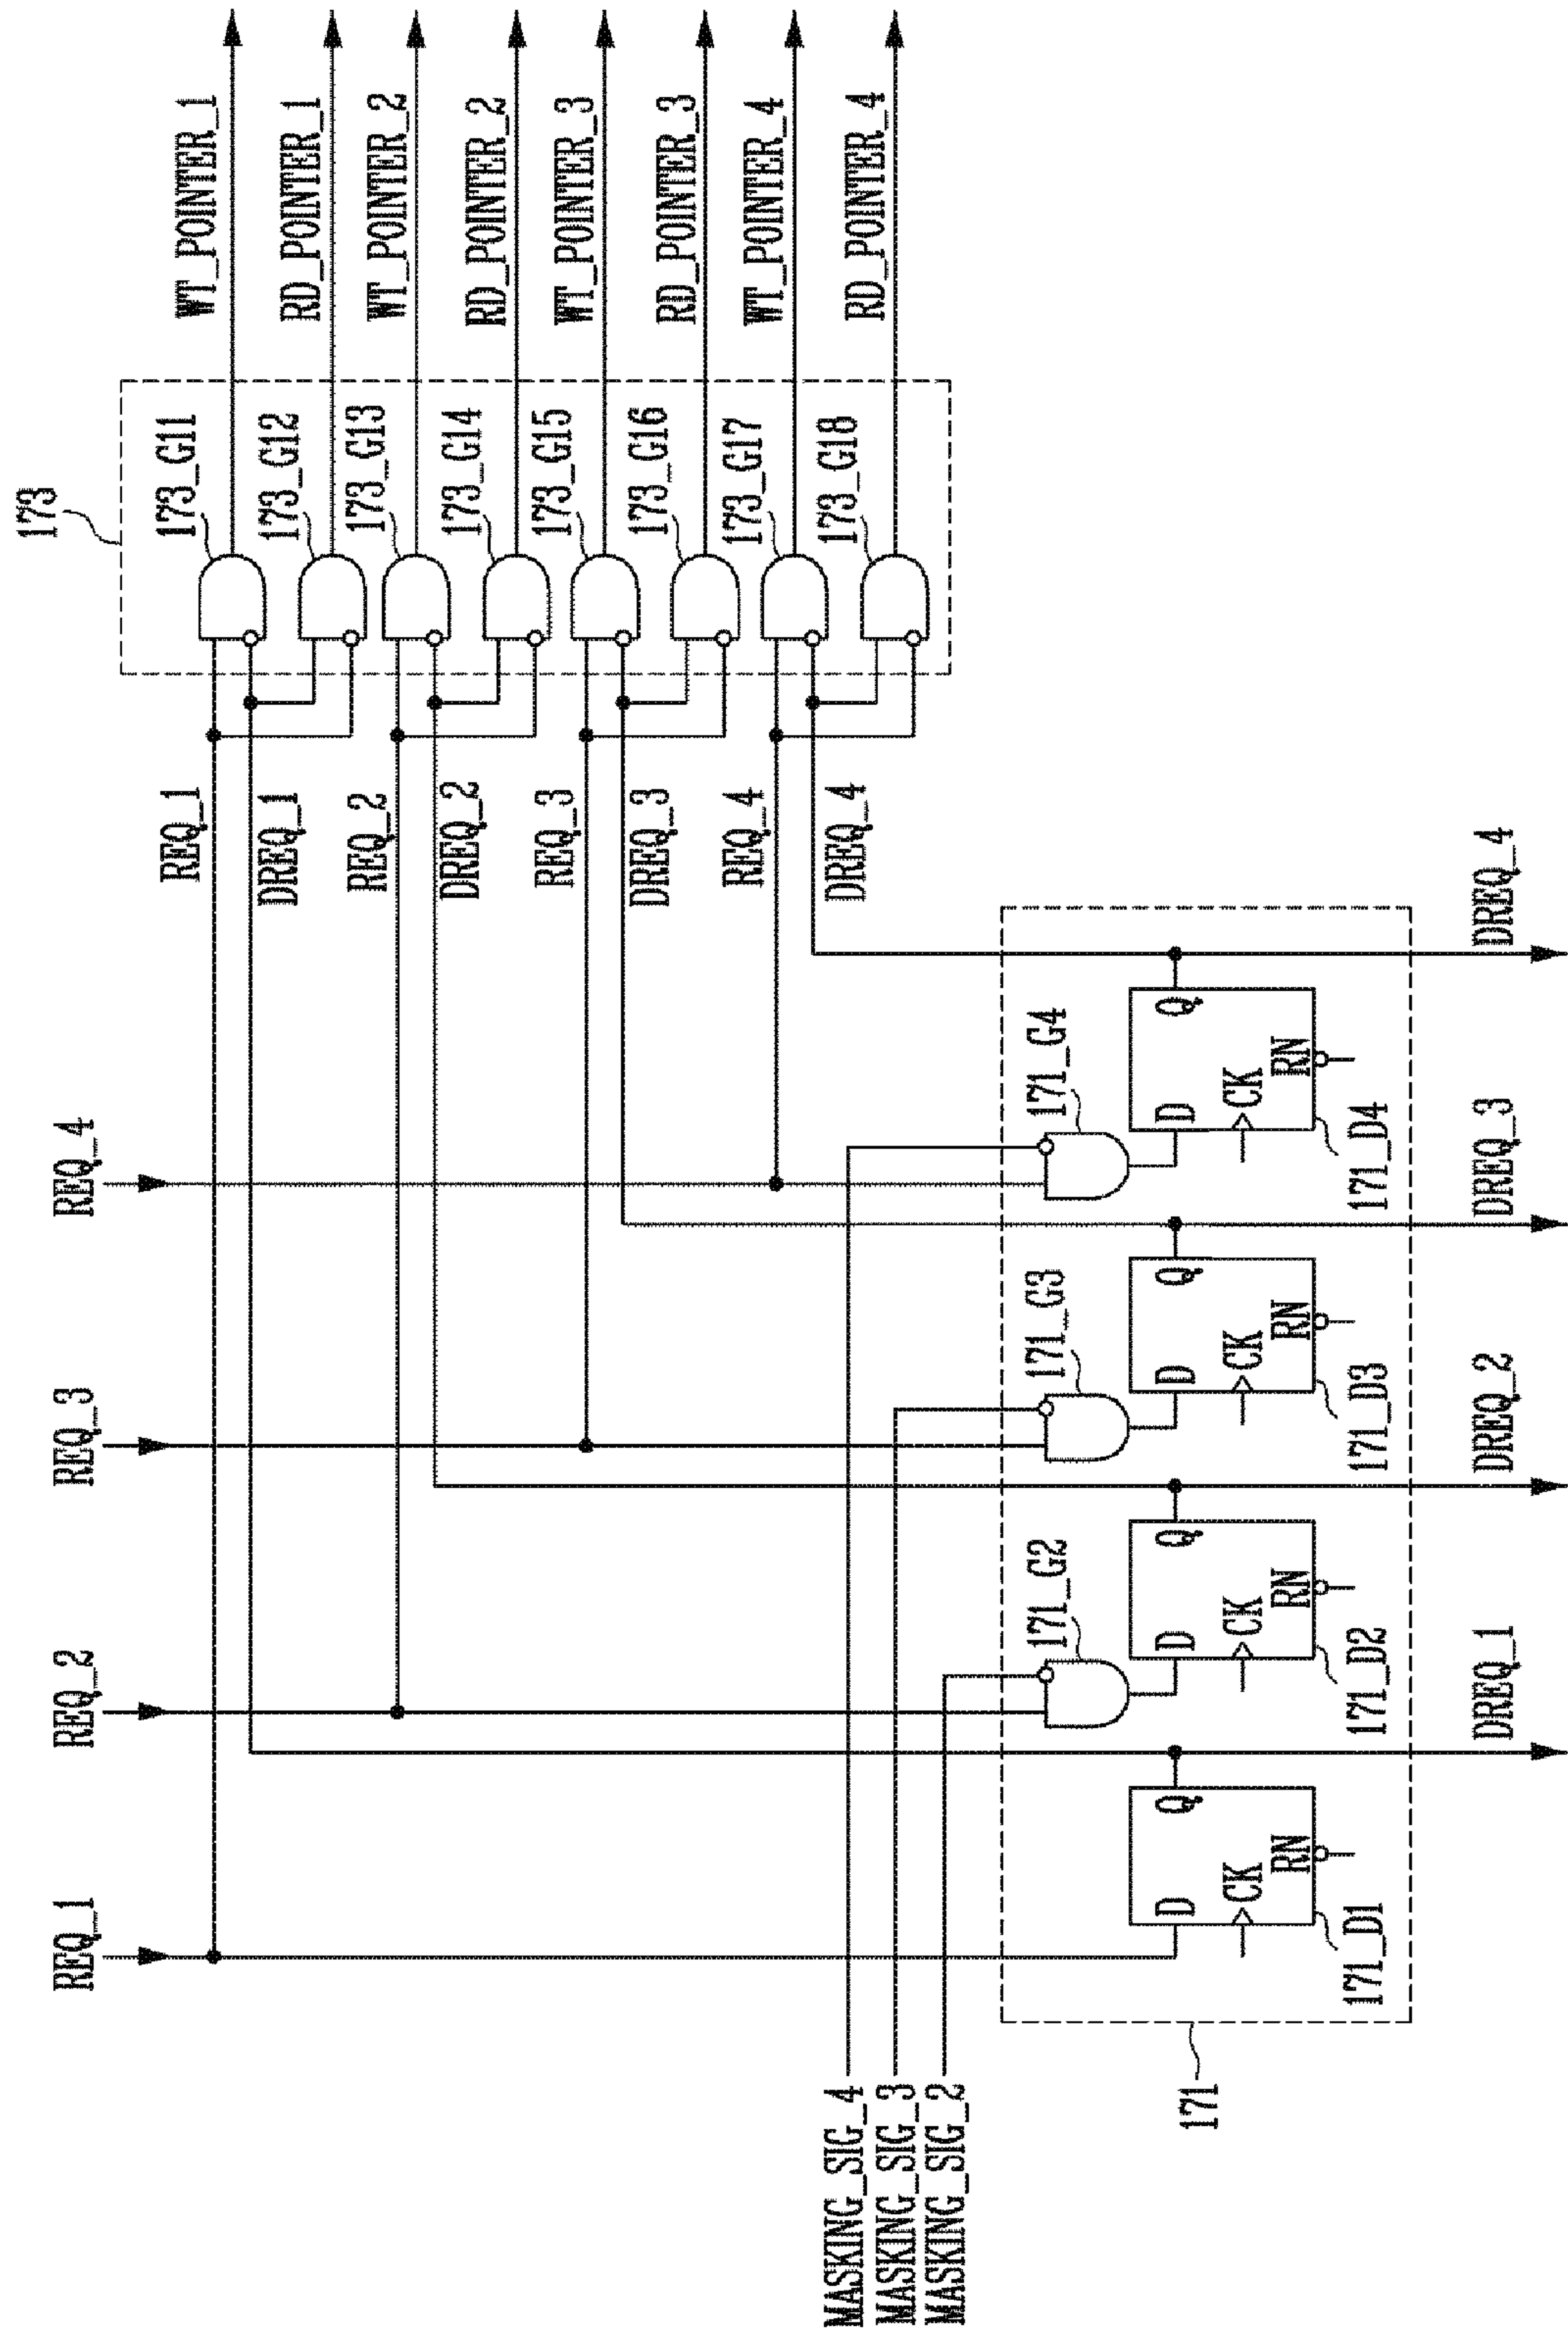 REQ_1
REQ_2
REQ_3
REQ_4
173
REQ_1
DREQ_1
REQ_2
DREQ_2
REQ_3
DREQ_3
REQ_4
DREQ_4
173_G11
173_G12
173_G13
173_G14
173_G15
173_G16
173_G17
173_G18
WT_POINTER_1
RD_POINTER_1
WT_POINTER_2
RD_POINTER_2
WT_POINTER_3
RD_POINTER_3
WT_POINTER_4
RD_POINTER_4
MASKING_SIG_4
MASKING_SIG_3
MASKING_SIG_2
171_G2
171_G3
171_G4
D
Q
CK
RN
171_D1
D
Q
CK
RN
171_D2
D
Q
CK
RN
171_D3
D
Q
CK
RN
171_D4
171
DREQ_1
DREQ_2
DREQ_3
DREQ_4